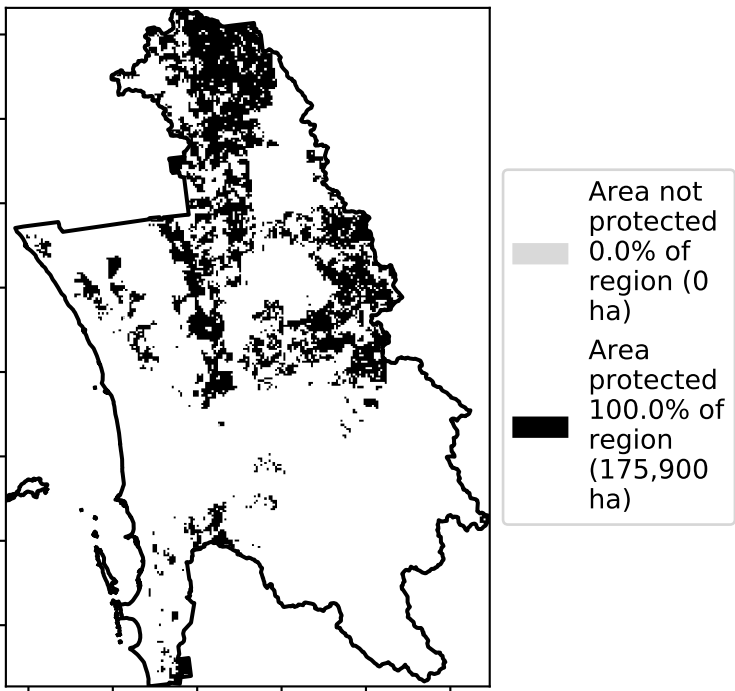 Area not
protected
0.0% of
region (0
ha)
Area
protected
100.0% of
region
(175,900
ha)